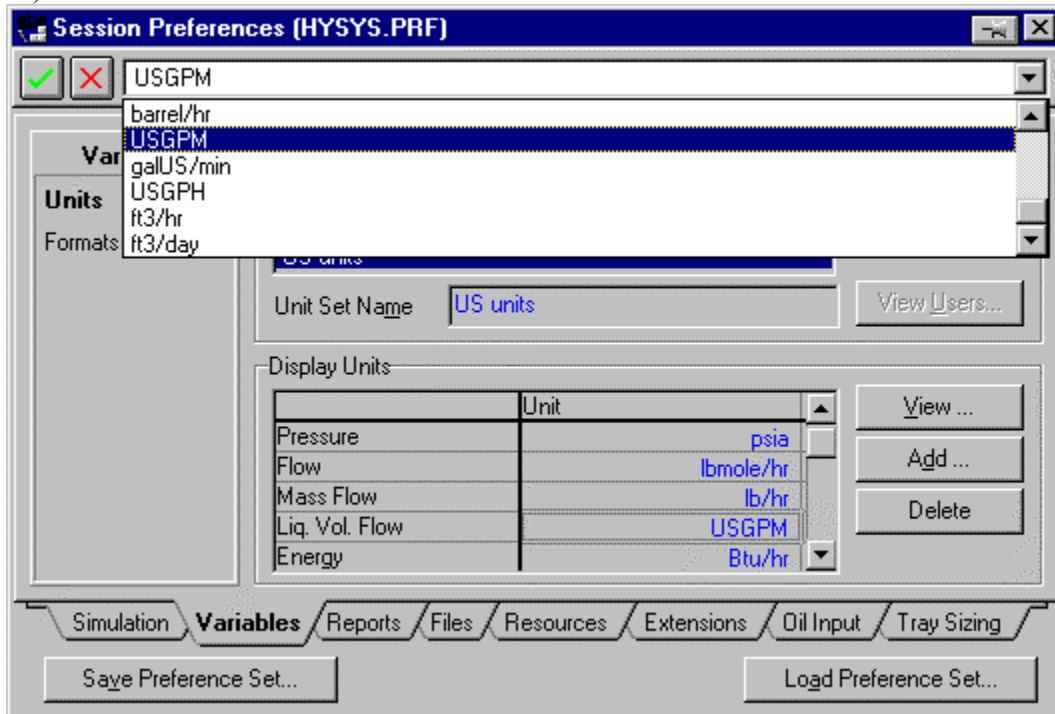 )
Session Preferences (HYSYS.PRF)
USGPM
barrel/hr
USGPM
galUS/min
USGPH
ft3/hr
ft3/day
Var
Units
Formats
US units
Unit Set Name US units View Users...
Display Units
Unit View ...
Pressure psia
Flow lbmole/hr Add ...
Mass Flow lb/hr
Liq. Vol. Flow USGPM Delete
Energy Btu/hr
Simulation Variables Reports Files Resources Extensions Oil Input Tray Sizing
Save Preference Set... Load Preference Set...